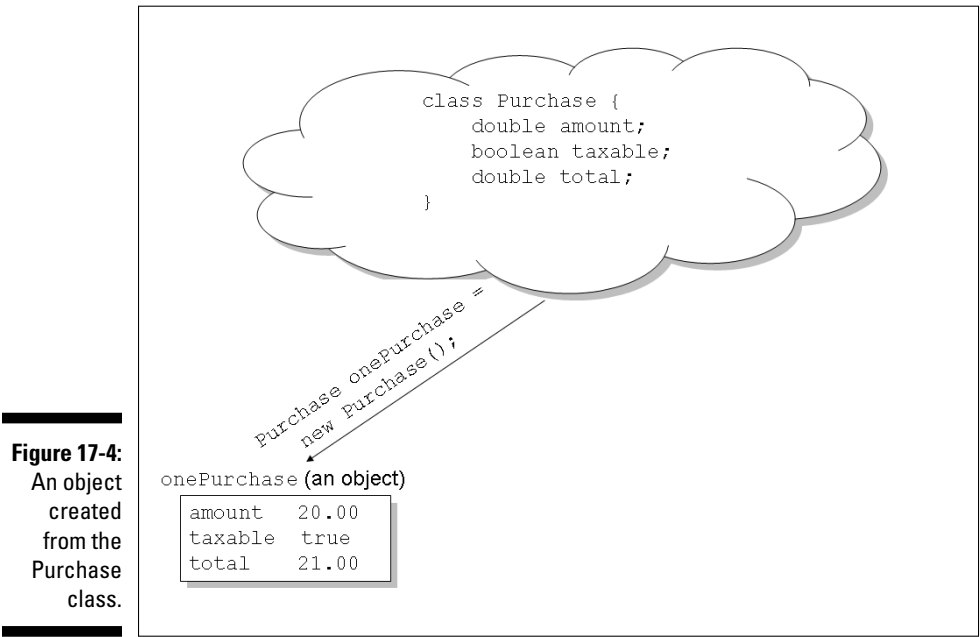 class Purchase {
double amount;
boolean taxable;
double total;
}
Purchase onePurchase =
new Purchase();
onePurchase (an object)
amount 20.00
taxable true
total 21.00
Figure 17-4:
An object
created
from the
Purchase
class.